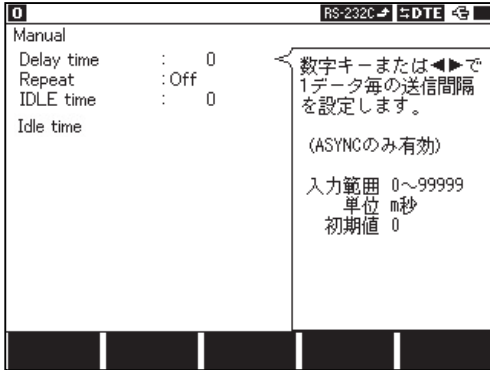 0
RS-232C DTE
Manual
Delay time : 0
Repeat :Off
IDLE time : 0
Idle time
数字キーまたは◀▶で
1データ毎の送信間隔
を設定します。
(ASYNCのみ有効)
入力範囲 0〜99999
単位 m秒
初期値 0